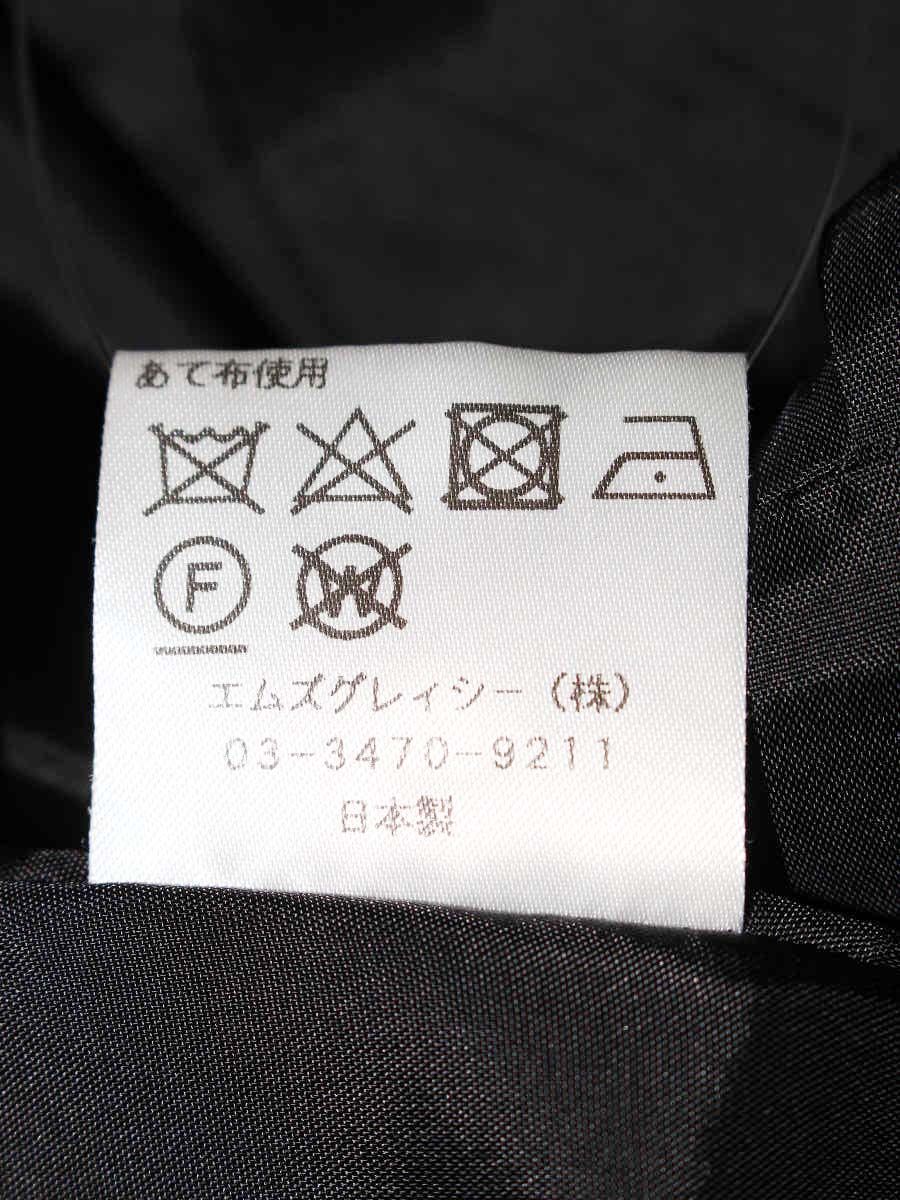 あて布使用
F
W
エムズグレィシー（株）
03-3470-9211
日本製